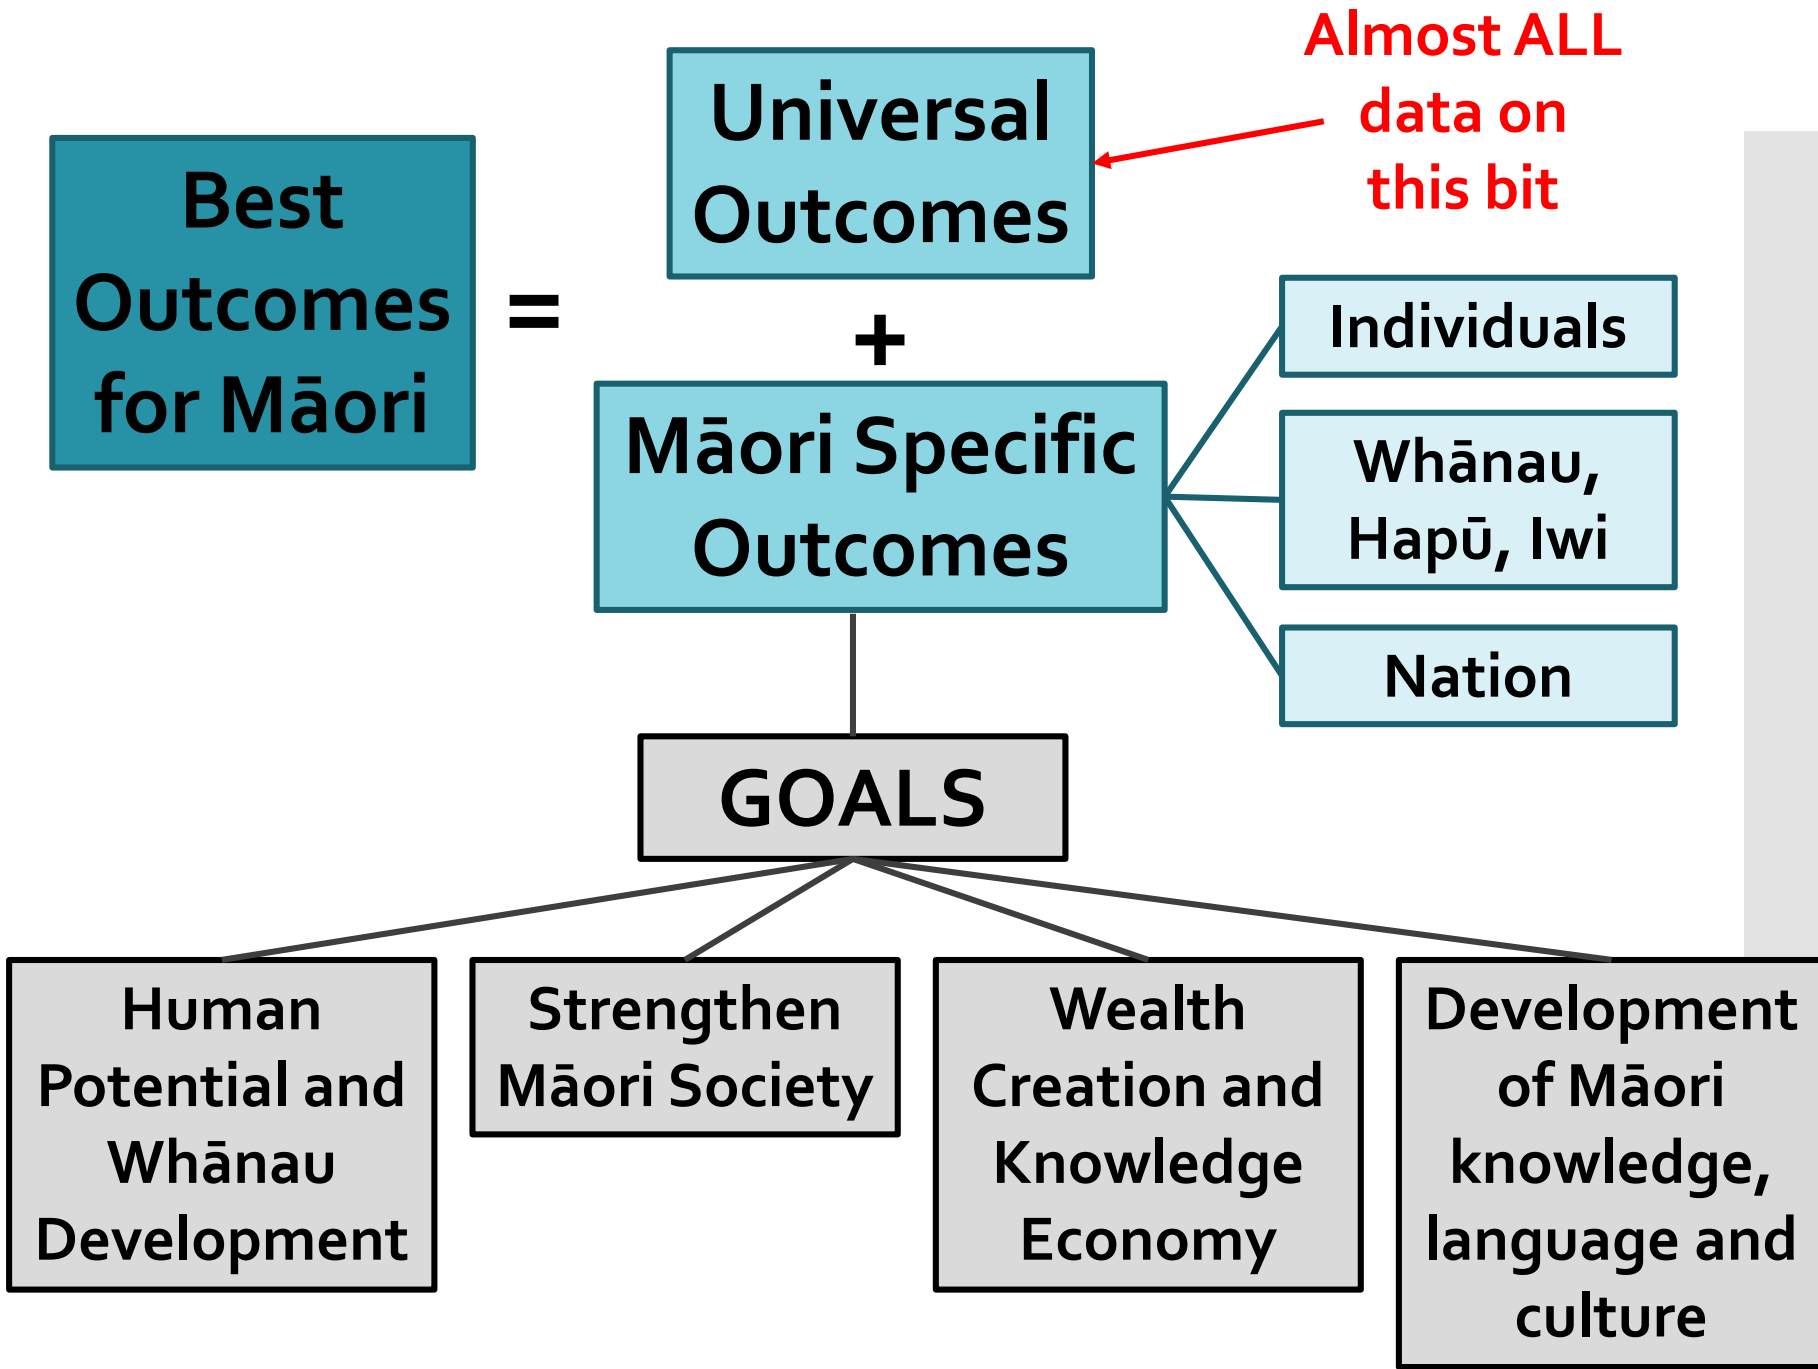 Best
Outcomes
for Māori
=
Universal
Outcomes
+
Māori Specific
Outcomes
Almost ALL
data on
this bit
Individuals
Whānau,
Hapū, Iwi
Nation
GOALS
Human
Potential and
Whānau
Development
Strengthen
Māori Society
Wealth
Creation and
Knowledge
Economy
Development
of Māori
knowledge,
language and
culture